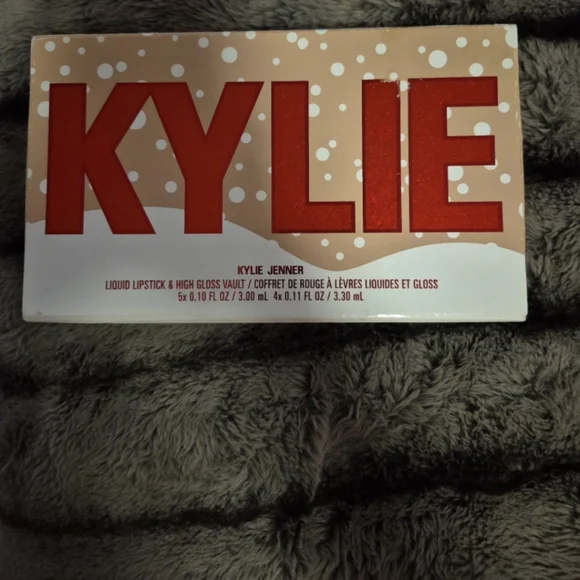 KYLIE
KYLIE JENNER
LIQUID LIPSTICK & HIGH GLOSS VAULT / COFFRET DE ROUGE À LÈVRES LIQUIDES ET GLOSS
5x 0.10 FL OZ / 3.00 mL 4x 0.11 FL OZ / 3.30 mL